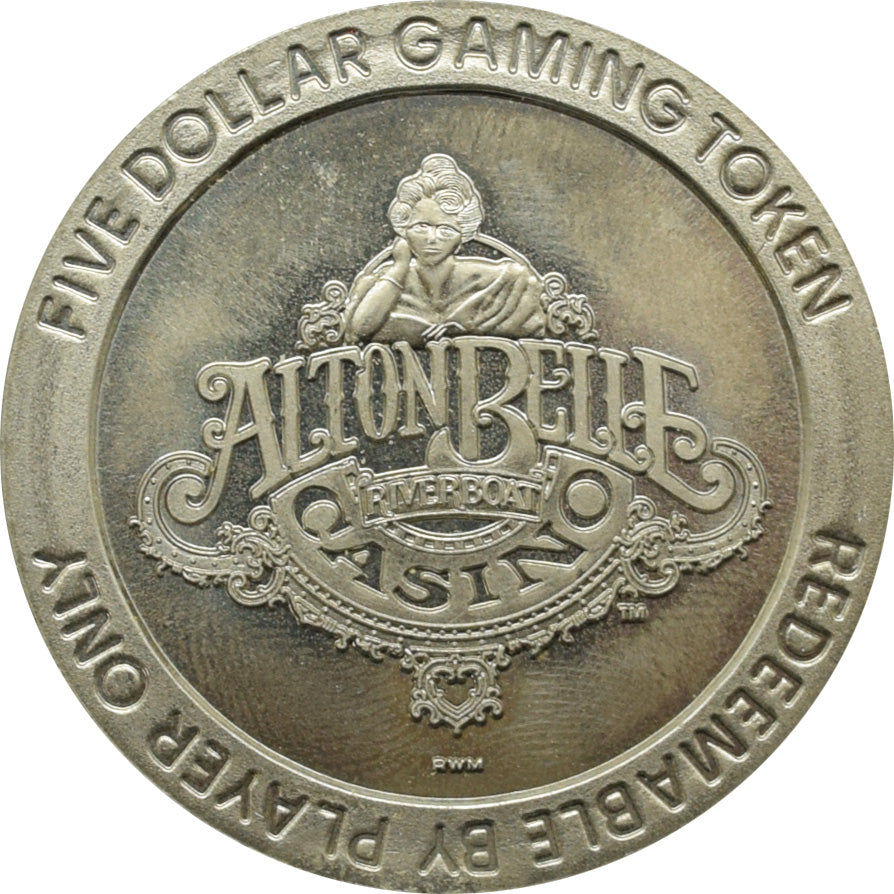 FIVE DOLLAR GAMING TOKEN
ALTON BELLE
RIVERBOAT
CASINO
TM
RWM
REDEEMABLE BY PLAYER ONLY